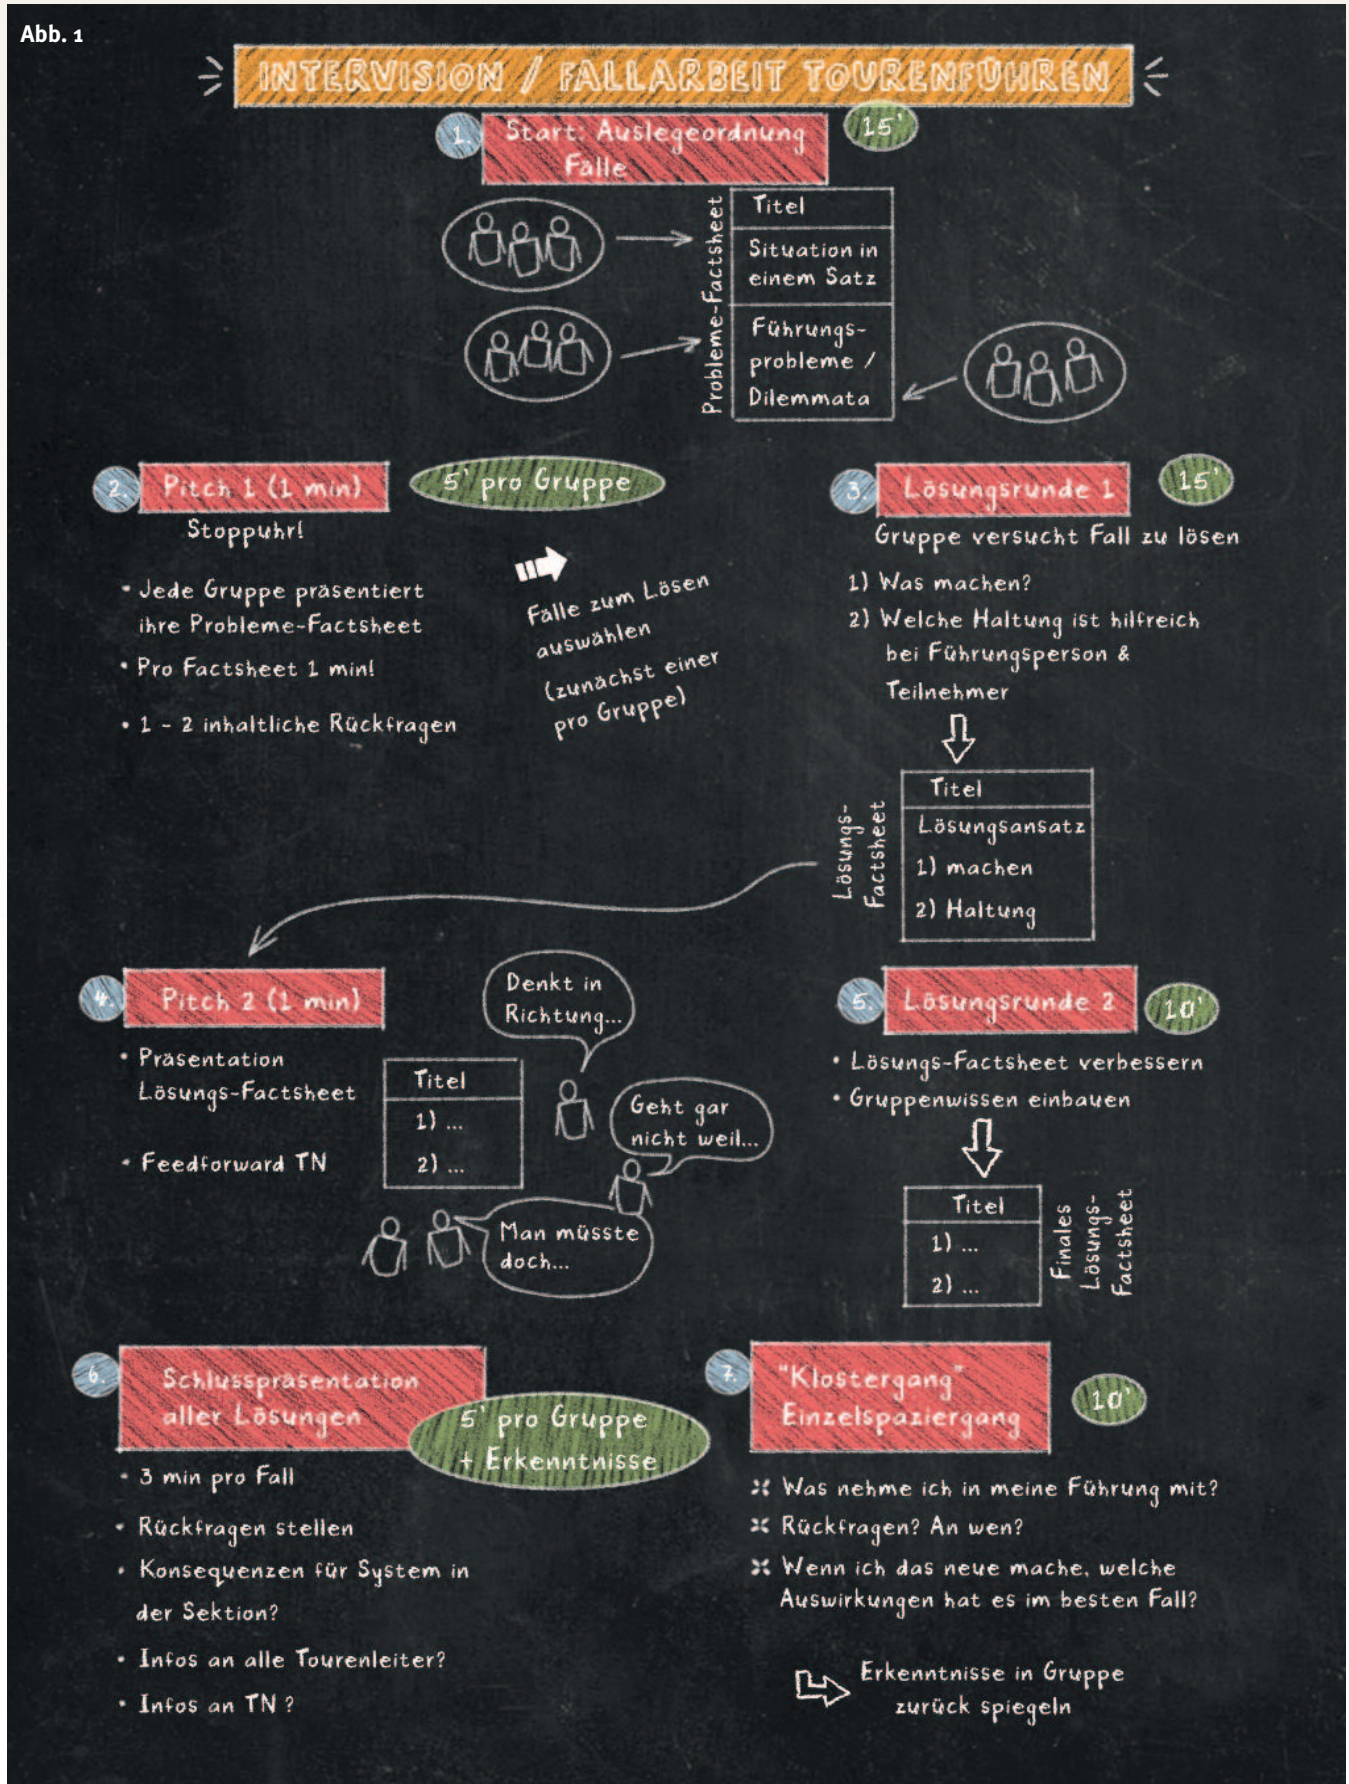 Abb. 1
INTERVISION / FALLARBEIT TOURENFÜHREN
1.
Start: Auslegeordnung
Fälle
15'
Probleme-Factsheet
Titel
Situation in
einem Satz
Führungs-
probleme /
Dilemmata
2.
Pitch 1 (1 min)
5' pro Gruppe
Stoppuhr!
• Jede Gruppe präsentiert
ihre Probleme-Factsheet
• Pro Factsheet 1 min!
• 1 - 2 inhaltliche Rückfragen
Fälle zum Lösen
auswählen
(zunächst einer
pro Gruppe)
3.
Lösungsrunde 1
15'
Gruppe versucht Fall zu lösen
1) Was machen?
2) Welche Haltung ist hilfreich
bei Führungsperson &
Teilnehmer
Lösungs-
Factsheet
Titel
Lösungsansatz
1) machen
2) Haltung
4.
Pitch 2 (1 min)
• Präsentation
Lösungs-Factsheet
• Feedforward TN
Titel
1) ...
2) ...
Denkt in
Richtung...
Geht gar
nicht weil...
Man müsste
doch...
5.
Lösungsrunde 2
10'
• Lösungs-Factsheet verbessern
• Gruppenwissen einbauen
Titel
1) ...
2) ...
Finales
Lösungs-
Factsheet
6.
Schlusspräsentation
aller Lösungen
5' pro Gruppe
+ Erkenntnisse
• 3 min pro Fall
• Rückfragen stellen
• Konsequenzen für System in
der Sektion?
• Infos an alle Tourenleiter?
• Infos an TN ?
7.
"Klostergang"
Einzelspaziergang
10'
Was nehme ich in meine Führung mit?
Rückfragen? An wen?
Wenn ich das neue mache, welche
Auswirkungen hat es im besten Fall?
Erkenntnisse in Gruppe
zurück spiegeln